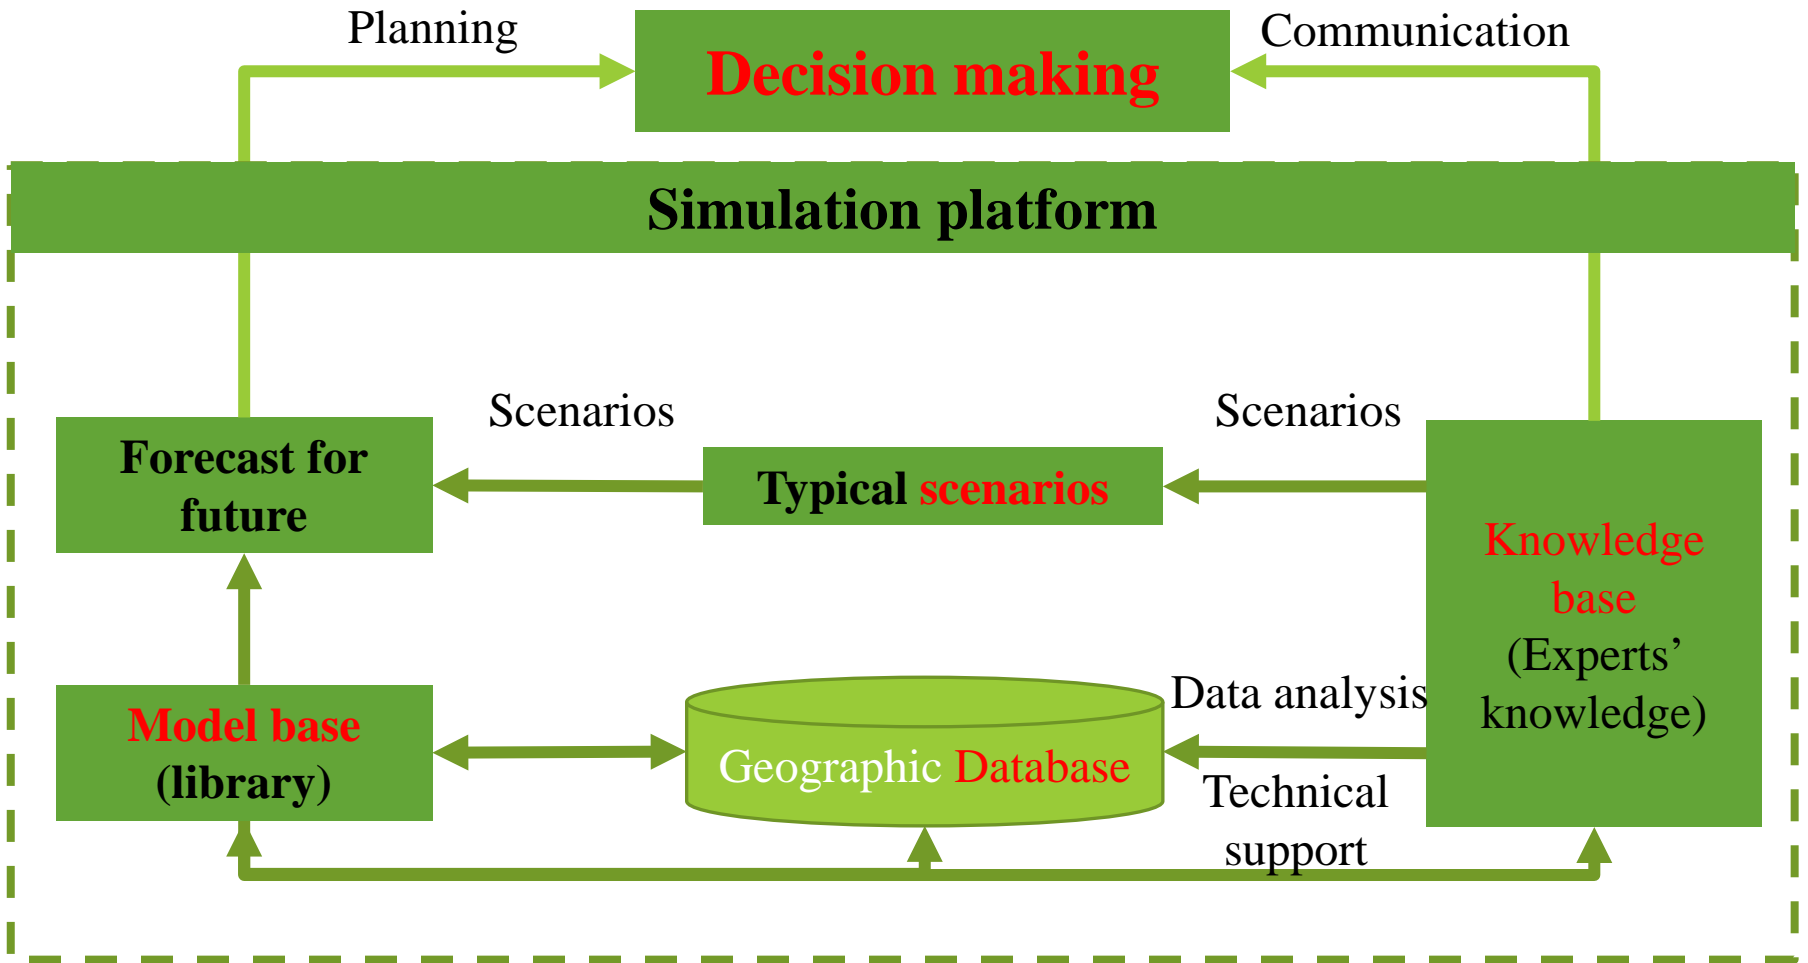 Planning
Decision making
Communication
Simulation platform
Scenarios
Scenarios
Forecast for
future
Typical scenarios
Knowledge
base
(Experts’
knowledge)
Model base
(library)
Geographic Database
Data analysis
Technical
support